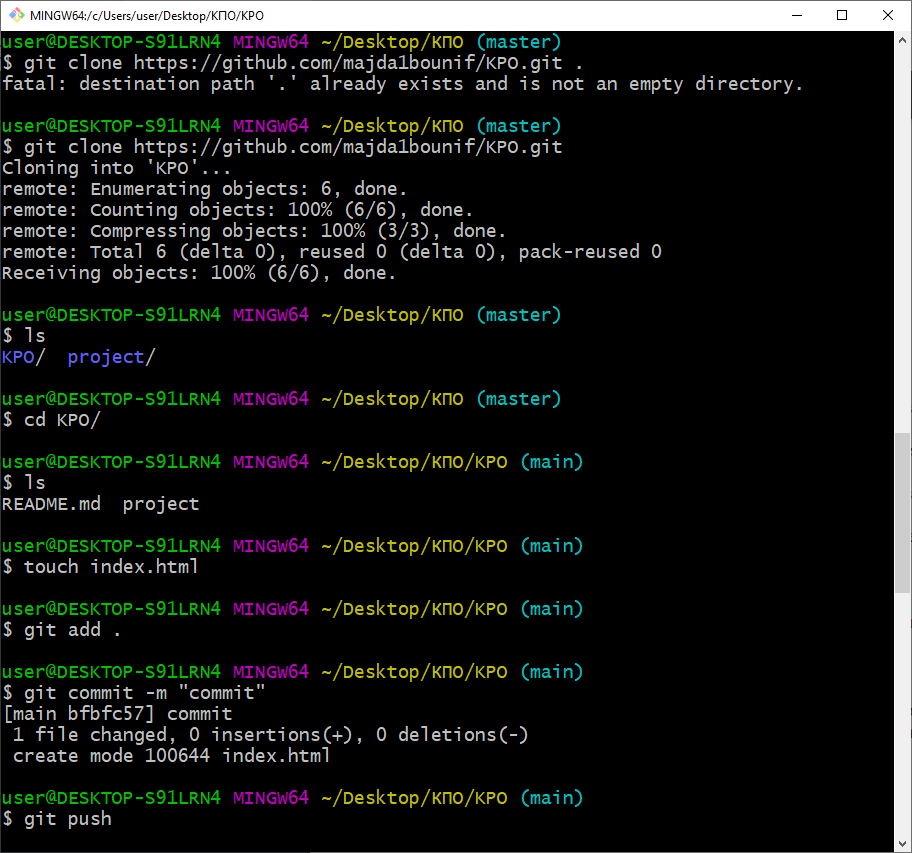 MINGW64:/c/Users/user/Desktop/КПО/KPO
user@DESKTOP-S91LRN4 MINGW64 ~/Desktop/КПО (master)
$ git clone https://github.com/majda1bounif/KPO.git .
fatal: destination path '.' already exists and is not an empty directory.
user@DESKTOP-S91LRN4 MINGW64 ~/Desktop/КПО (master)
$ git clone https://github.com/majda1bounif/KPO.git
Cloning into 'KPO'...
remote: Enumerating objects: 6, done.
remote: Counting objects: 100% (6/6), done.
remote: Compressing objects: 100% (3/3), done.
remote: Total 6 (delta 0), reused 0 (delta 0), pack-reused 0
Receiving objects: 100% (6/6), done.
user@DESKTOP-S91LRN4 MINGW64 ~/Desktop/КПО (master)
$ ls
KPO/  project/
user@DESKTOP-S91LRN4 MINGW64 ~/Desktop/КПО (master)
$ cd KPO/
user@DESKTOP-S91LRN4 MINGW64 ~/Desktop/КПО/KPO (main)
$ ls
README.md  project
user@DESKTOP-S91LRN4 MINGW64 ~/Desktop/КПО/KPO (main)
$ touch index.html
user@DESKTOP-S91LRN4 MINGW64 ~/Desktop/КПО/KPO (main)
$ git add .
user@DESKTOP-S91LRN4 MINGW64 ~/Desktop/КПО/KPO (main)
$ git commit -m "commit"
[main bfbfc57] commit
 1 file changed, 0 insertions(+), 0 deletions(-)
 create mode 100644 index.html
user@DESKTOP-S91LRN4 MINGW64 ~/Desktop/КПО/KPO (main)
$ git push